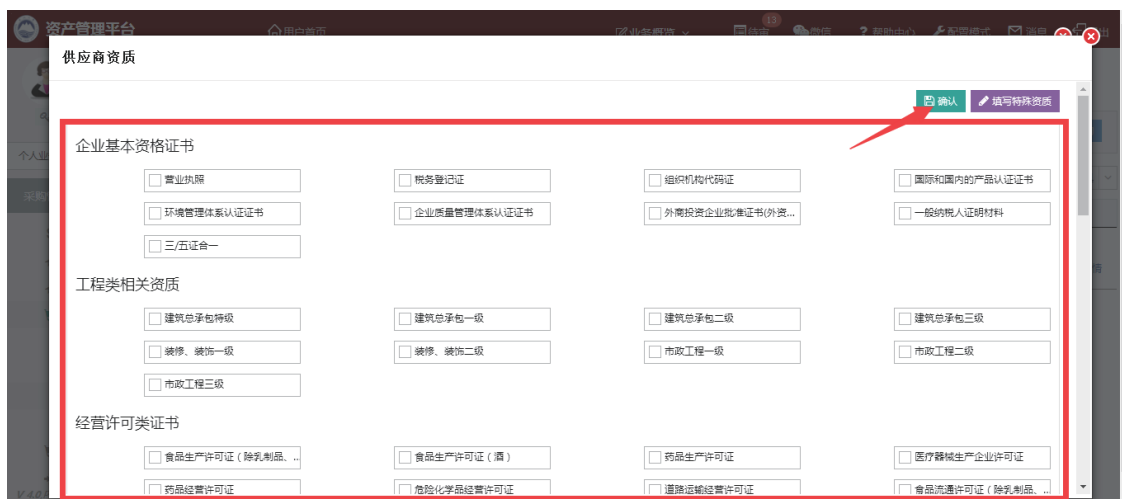 资产管理平台 用户首页 业务概览 待审 13 微信 ? 帮助中心 配置模式 消息
供应商资质
确认 填写特殊资质
企业基本资格证书
营业执照 税务登记证 组织机构代码证 国际和国内的产品认证证书
环境管理体系认证证书 企业质量管理体系认证证书 外商投资企业批准证书(外资... 一般纳税人证明材料
三/五证合一
工程类相关资质
建筑总承包特级 建筑总承包一级 建筑总承包二级 建筑总承包三级
装修、装饰一级 装修、装饰二级 市政工程一级 市政工程二级
市政工程三级
经营许可类证书
食品生产许可证（除乳制品、... 食品生产许可证（酒） 药品生产许可证 医疗器械生产企业许可证
药品经营许可证 危险化学品经营许可证 道路运输经营许可证 食品流通许可证（除乳制品、...